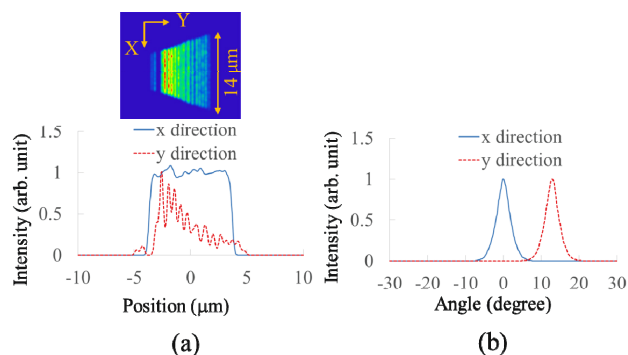 Y
X
14 μm
x direction
y direction
Intensity (arb. unit)
1.5
1
0.5
0
-10
-5
0
5
10
Position (μm)
(a)
x direction
y direction
Intensity (arb. unit)
1.5
1
0.5
0
-30
-20
-10
0
10
20
30
Angle (degree)
(b)